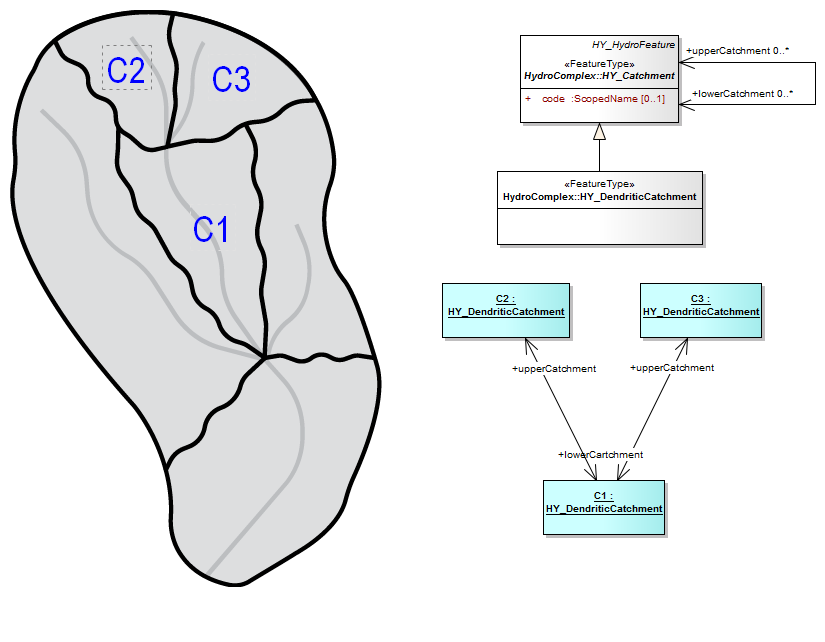 C2
C3
C1
HY_HydroFeature
«FeatureType»
HydroComplex::HY_Catchment
+ code :ScopedName [0..1]
+upperCatchment 0..*
+lowerCatchment 0..*
«FeatureType»
HydroComplex::HY_DendriticCatchment
C2 :
HY_DendriticCatchment
C3 :
HY_DendriticCatchment
+upperCatchment
+upperCatchment
+lowerCartchment
C1 :
HY_DendriticCatchment